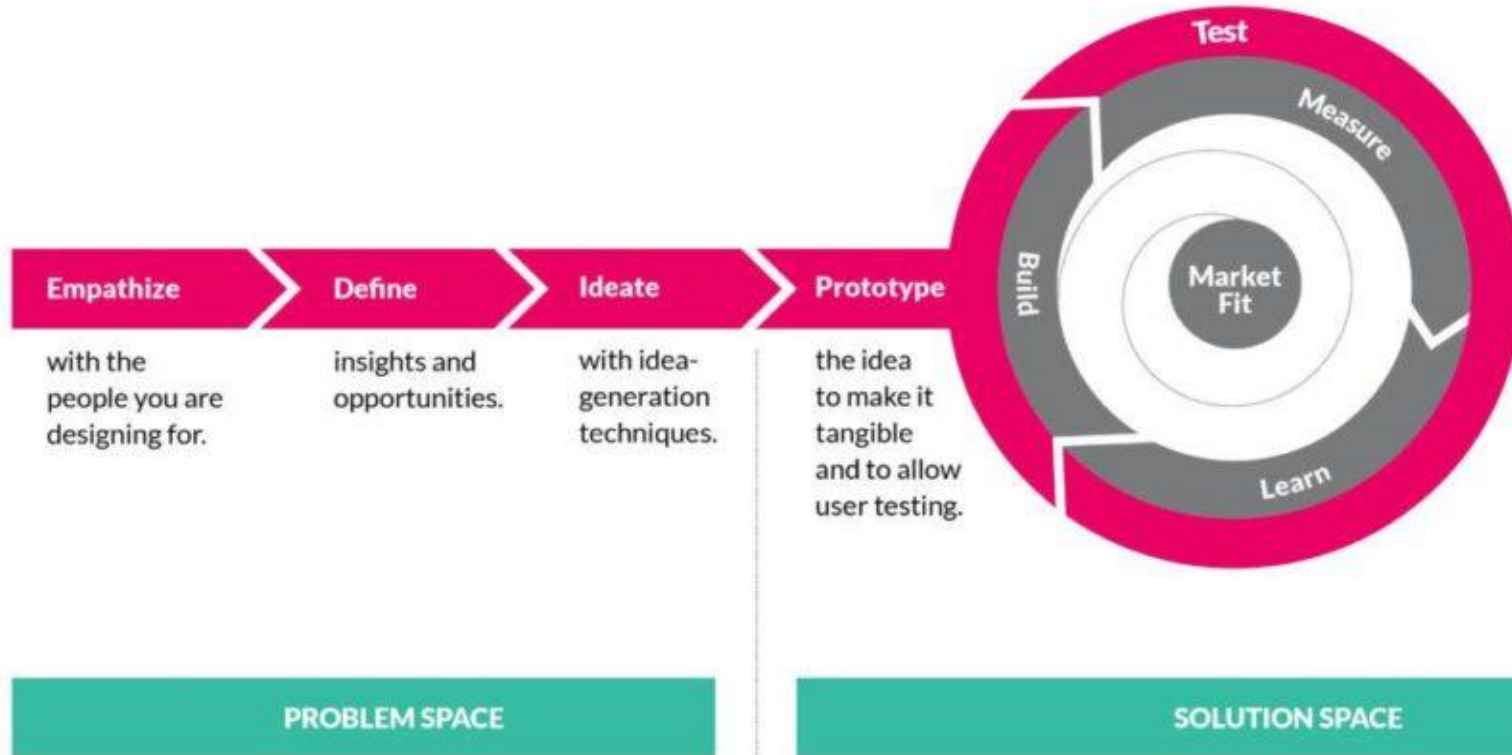 Test
Measure
Build
Market
Fit
Learn
Empathize
with the
people you are
designing for.
Define
insights and
opportunities.
Ideate
with idea-
generation
techniques.
Prototype
the idea
to make it
tangible
and to allow
user testing.
PROBLEM SPACE
SOLUTION SPACE